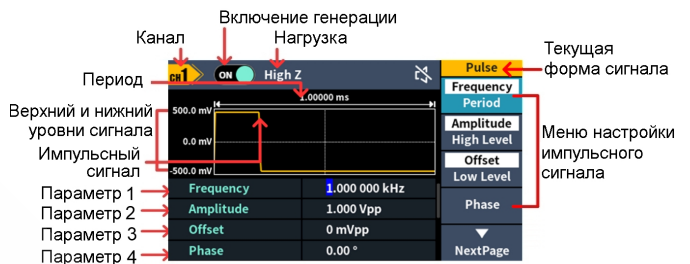 Включение генерации
Канал
Нагрузка
Текущая
форма сигнала
CH1
ON
High Z
Pulse
Период
1.00000 ms
Frequency
Period
Верхний и нижний
уровни сигнала
500.0 mV
0.0 mV
-500.0 mV
Amplitude
High Level
Меню настройки
импульсного
сигнала
Импульсный
сигнал
Offset
Low Level
Параметр 1
Frequency
1.000 000 kHz
Параметр 2
Amplitude
1.000 Vpp
Phase
Параметр 3
Offset
0 mVpp
Параметр 4
Phase
0.00 °
NextPage